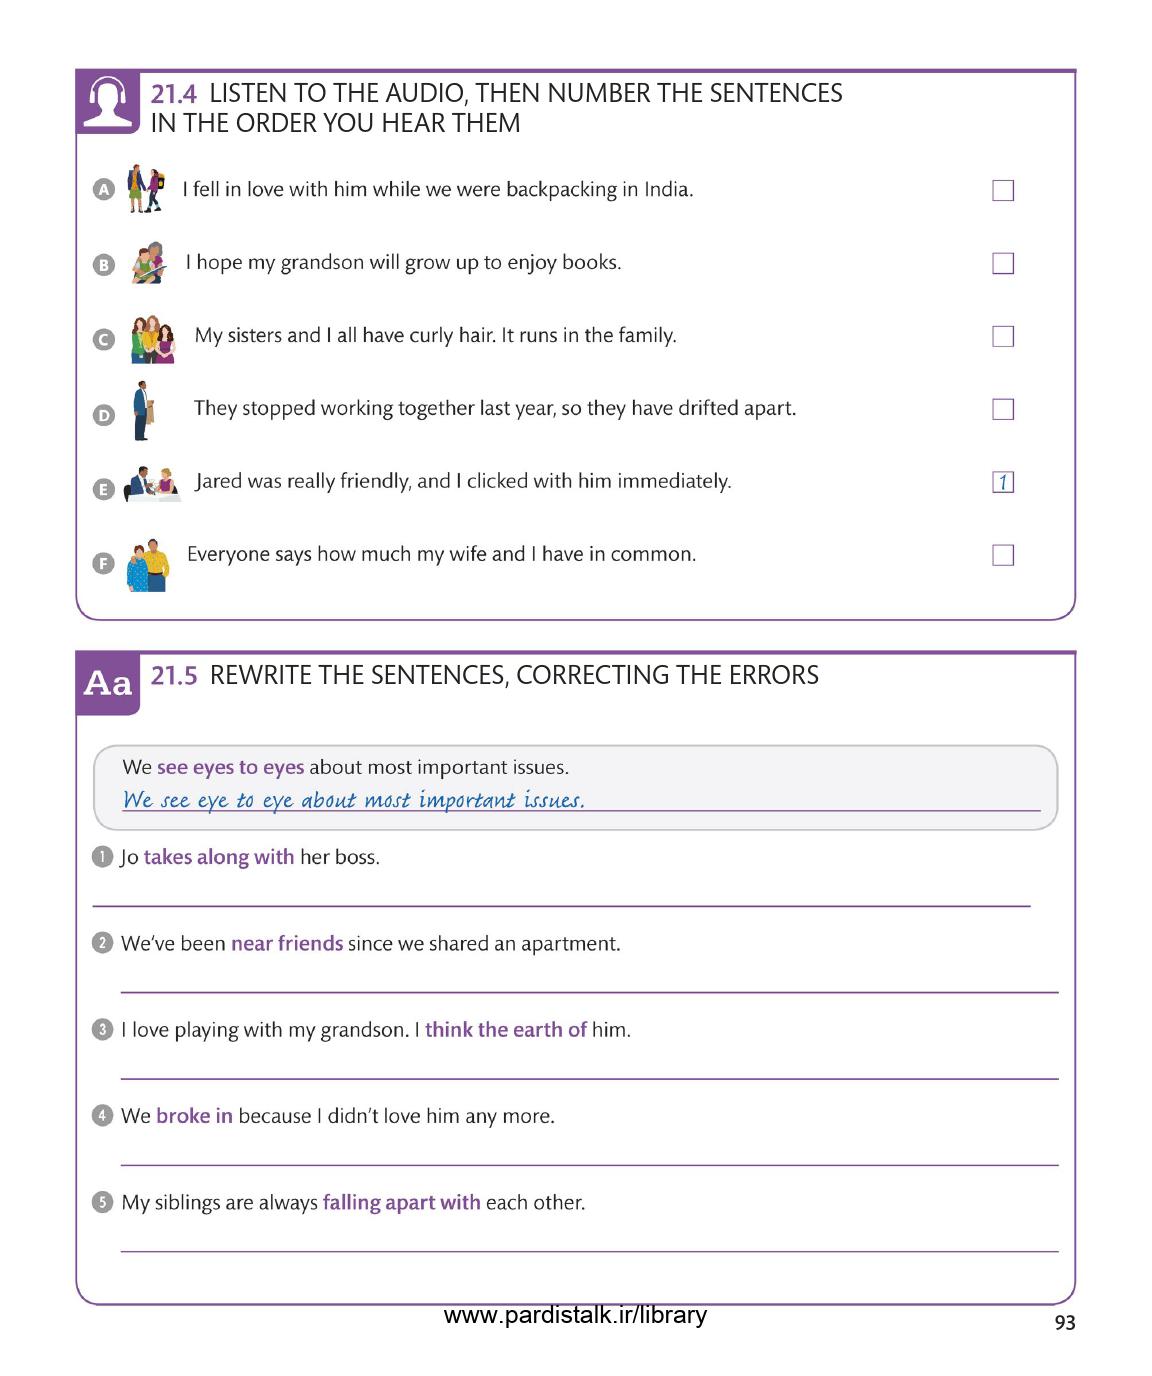 21.4 LISTEN TO THE AUDIO, THEN NUMBER THE SENTENCES
IN THE ORDER YOU HEAR THEM
A I fell in love with him while we were backpacking in India.
B I hope my grandson will grow up to enjoy books.
C My sisters and I all have curly hair. It runs in the family.
D They stopped working together last year, so they have drifted apart.
E Jared was really friendly, and I clicked with him immediately. 1
F Everyone says how much my wife and I have in common.
Aa 21.5 REWRITE THE SENTENCES, CORRECTING THE ERRORS
We see eyes to eyes about most important issues.
We see eye to eye about most important issues.
1 Jo takes along with her boss.
2 We've been near friends since we shared an apartment.
3 I love playing with my grandson. I think the earth of him.
4 We broke in because I didn't love him any more.
5 My siblings are always falling apart with each other.
www.pardistalk.ir/library
93